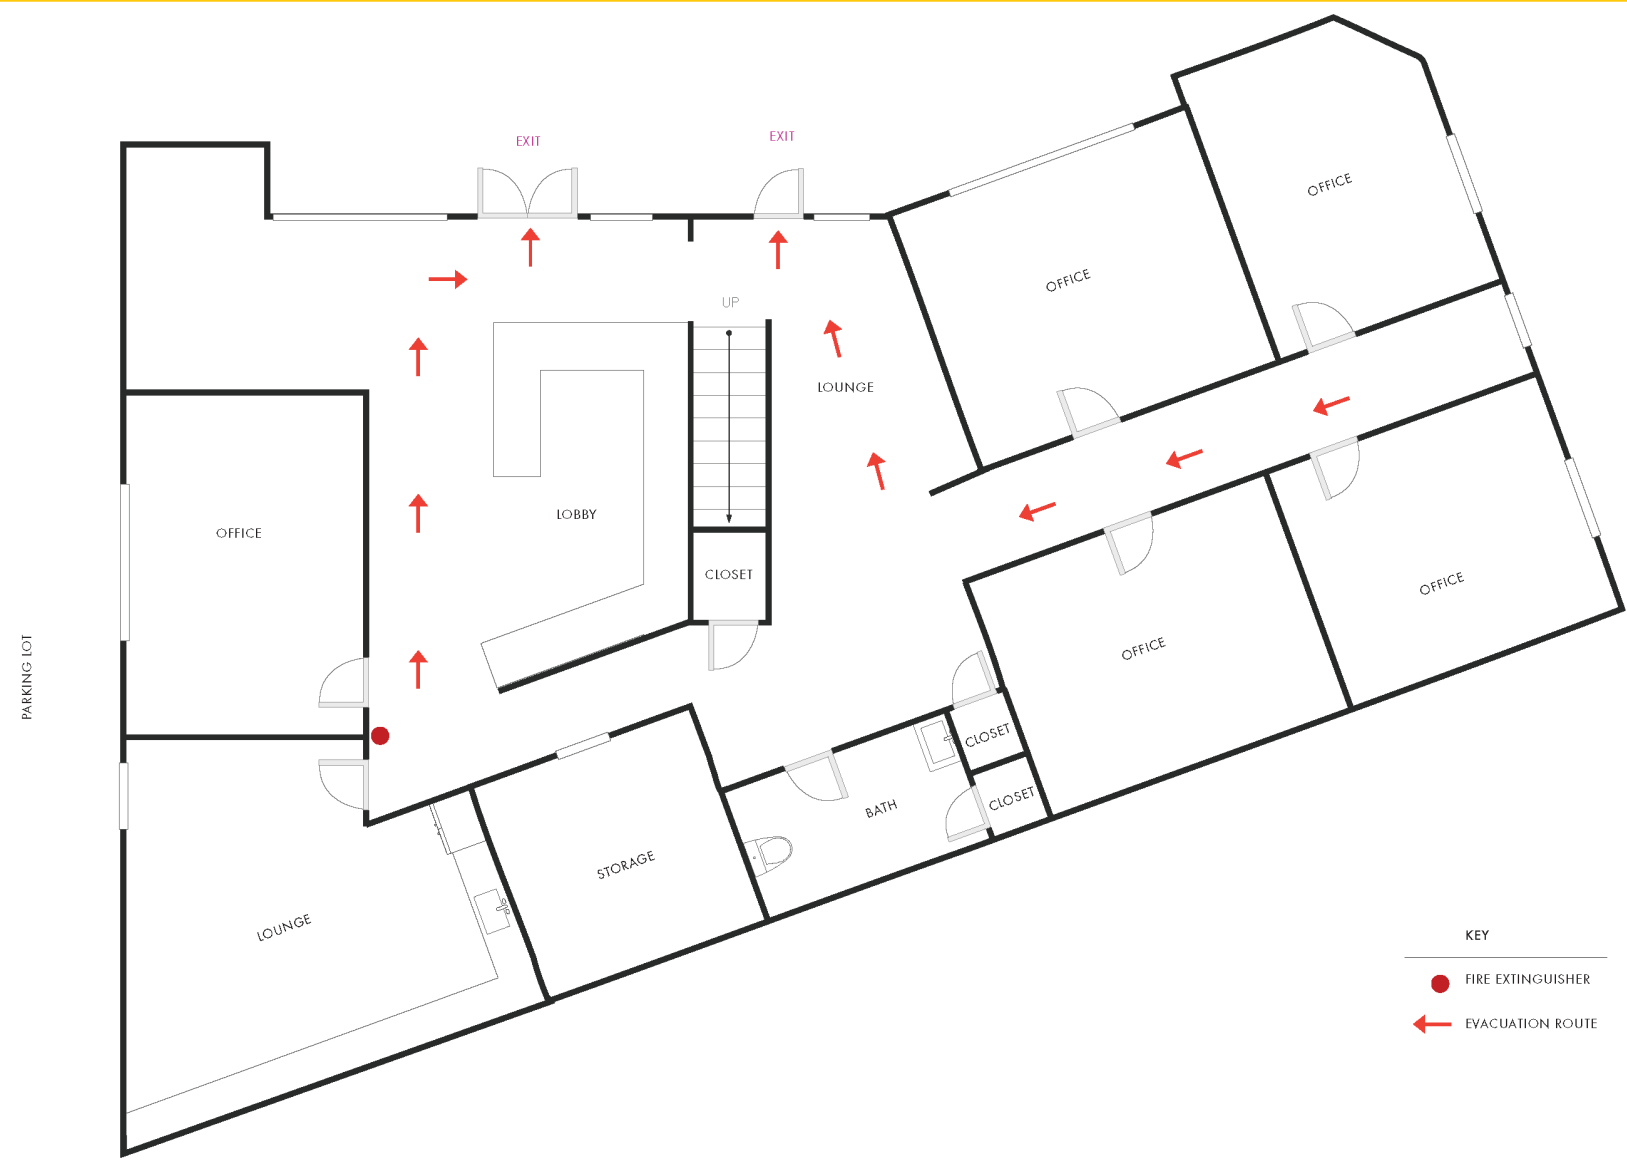 EXIT
EXIT
OFFICE
OFFICE
UP
LOUNGE
LOBBY
OFFICE
CLOSET
OFFICE
OFFICE
PARKING LOT
CLOSET
CLOSET
BATH
STORAGE
LOUNGE
KEY
FIRE EXTINGUISHER
EVACUATION ROUTE